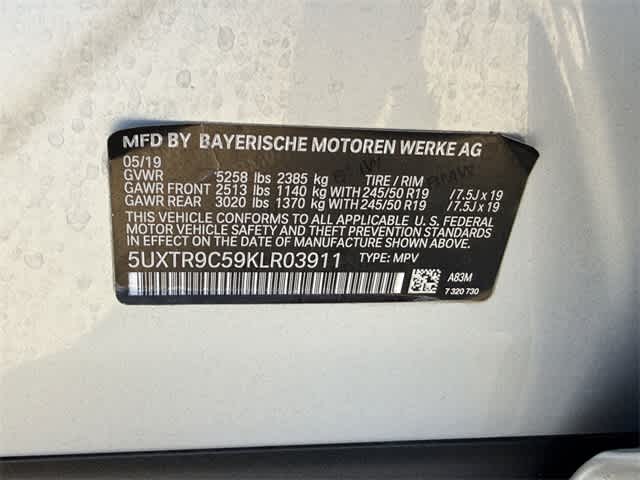 MFD BY BAYERISCHE MOTOREN WERKE AG
05/19
GVWR 5258 lbs 2385 kg TIRE / RIM
GAWR FRONT 2513 lbs 1140 kg WITH 245/50 R19 / 7.5J x 19
GAWR REAR 3020 lbs 1370 kg WITH 245/50 R19 / 7.5J x 19
THIS VEHICLE CONFORMS TO ALL APPLICABLE U. S. FEDERAL
MOTOR VEHICLE SAFETY AND THEFT PREVENTION STANDARDS
IN EFFECT ON THE DATE OF MANUFACTURE SHOWN ABOVE.
5UXTR9C59KLR03911 TYPE: MPV
A83M
7 320 730